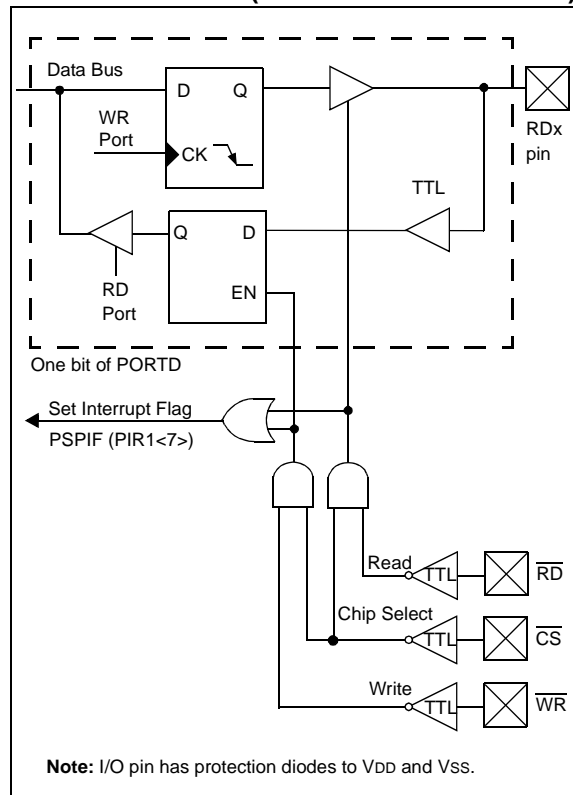 Data Bus
D Q
WR
Port
CK
RDx
pin
TTL
Q D
RD
Port
EN
One bit of PORTD
Set Interrupt Flag
PSPIF (PIR1<7>)
Read
TTL
RD
Chip Select
TTL
CS
Write
TTL
WR
Note: I/O pin has protection diodes to VDD and VSS.